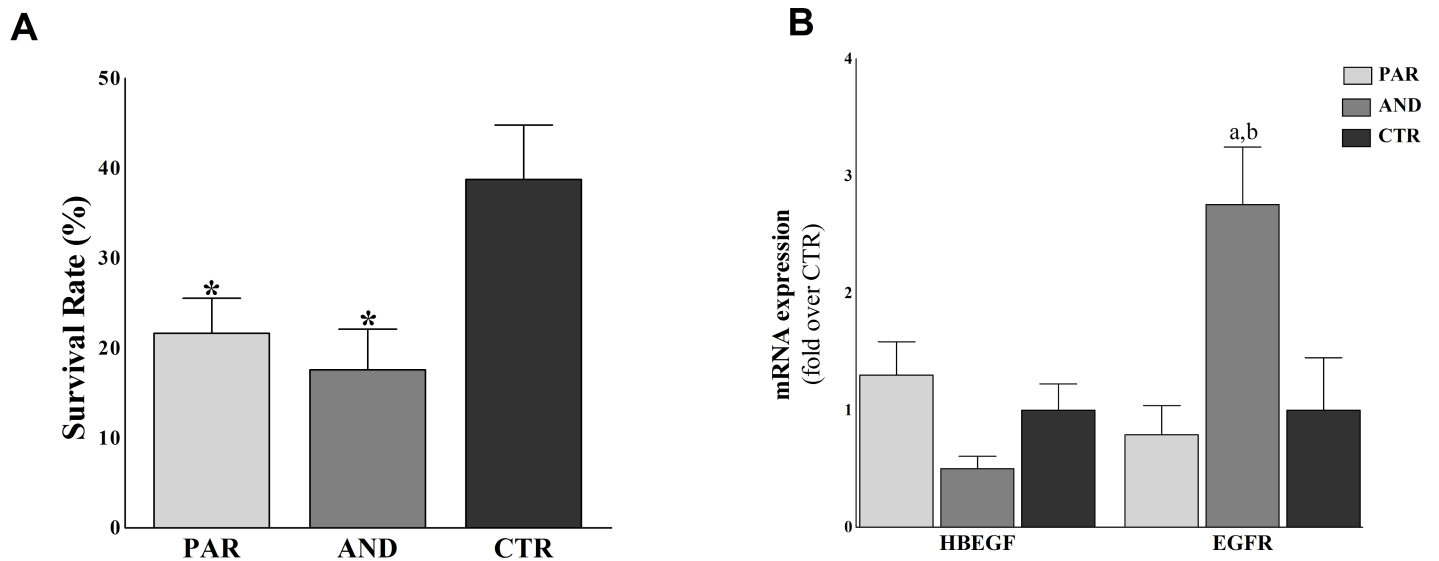 A
Survival Rate (%)
50
40
30
20
10
0
*
*
PAR
AND
CTR
B
mRNA expression
(fold over CTR)
4
3
2
1
0
a,b
HBEGF
EGFR
PAR
AND
CTR